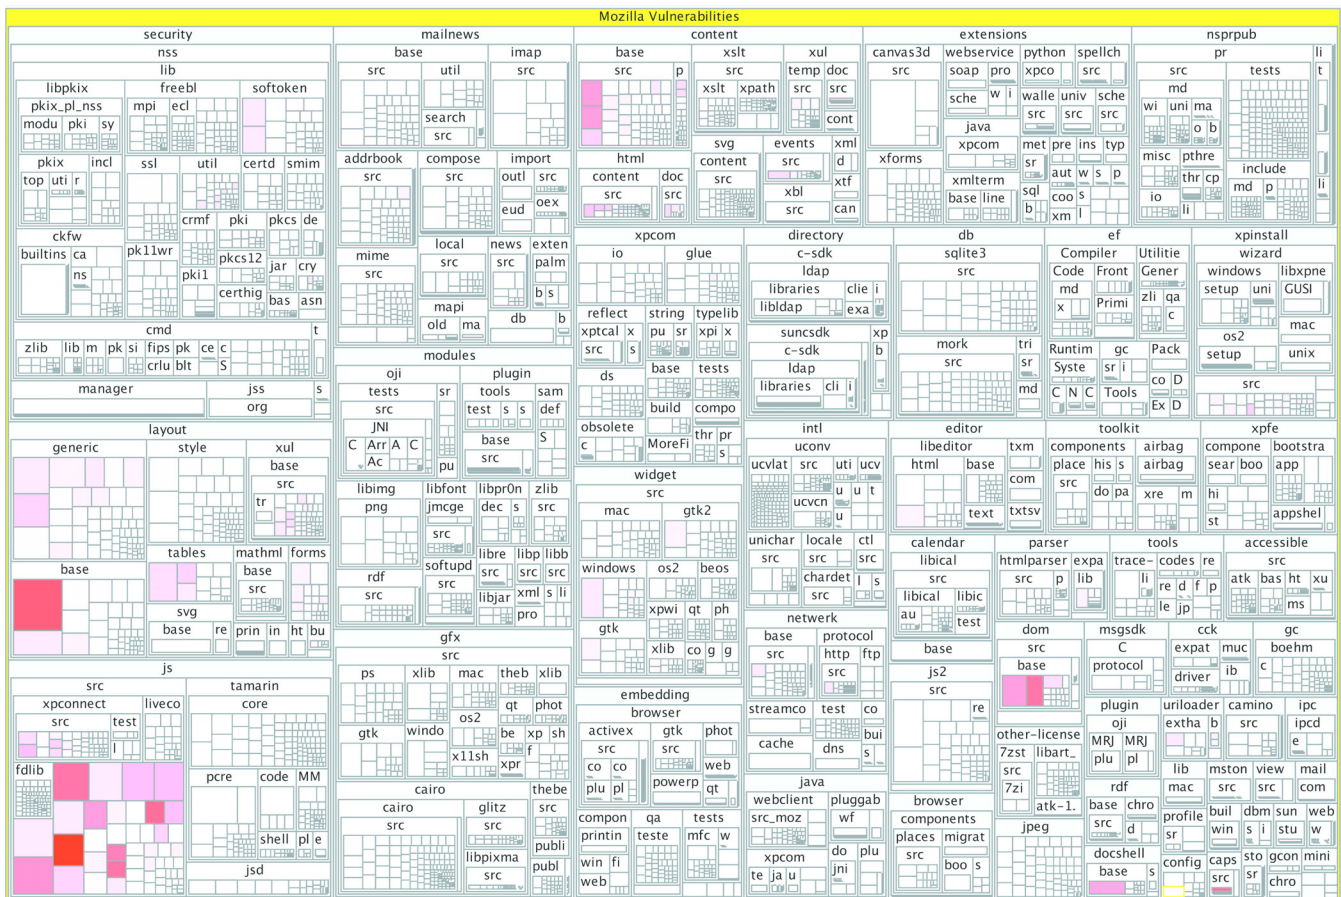 Mozilla Vulnerabilities
security
nss
lib
libpkix
freebl
softoken
pkix_pl_nss
mpi
ecl
modu
pki
sy
pkix
incl
ssl
util
certd
smim
top
uti
r
ckfw
crmf
pki
pkcs
de
builtins
ca
pk11wr
pkcs12
ns
pki1
jar
cry
certhig
bas
asn
cmd
t
zlib
lib
m
pk
si
fips
pk
ce
c
crlu
blt
S
manager
jss
s
org
mailnews
base
imap
src
util
src
search
src
addrbook
compose
import
src
src
outl
src
eud
oex
local
news
exten
mime
src
src
palm
src
b
s
mapi
old
ma
db
b
content
base
xslt
xul
src
p
src
temp
doc
xslt
xpath
src
src
cont
svg
events
xml
html
content
src
d
content
doc
src
xtf
src
src
xbl
src
can
extensions
canvas3d
webservice
python
spellch
src
soap
pro
xpco
src
sche
w
i
walle
univ
sche
src
src
src
java
xpcom
met
pre
ins
typ
xforms
sr
aut
w
s
p
xmlterm
sql
coo
s
base
line
b
xm
l
nsprpub
pr
li
src
tests
t
md
wi
uni
ma
o
b
misc
pthre
include
thr
cp
md
p
io
li
li
layout
generic
style
xul
base
src
tr
tables
mathml
forms
base
base
src
svg
base
re
prin
in
ht
bu
modules
oji
plugin
tests
sr
tools
sam
src
test
s
s
def
JNI
C
Arr
A
C
base
S
Ac
pu
src
libimg
libfont
libpr0n
zlib
png
jmcge
dec
s
src
src
libre
libp
libb
rdf
softupd
src
src
src
src
libjar
xml
s
li
pro
xpcom
io
glue
reflect
string
typelib
xptcal
x
pu
sr
xpi
x
src
s
ds
base
tests
build
compo
obsolete
c
MoreFi
thr
pr
s
directory
c-sdk
ldap
libraries
clie
i
libldap
exa
suncsdk
xp
c-sdk
b
ldap
libraries
cli
i
db
sqlite3
src
mork
tri
src
sr
md
ef
Compiler
Utilitie
Code
Front
Gener
md
zli
qa
x
Primi
c
Runtim
gc
Pack
Syste
sr
i
co
D
C
N
C
Tools
Ex
D
xpinstall
wizard
windows
libxpne
setup
uni
GUSI
os2
mac
setup
unix
src
js
src
tamarin
xpconnect
liveco
core
src
test
l
fdlib
pcre
code
MM
shell
pl
e
jsd
gfx
src
ps
xlib
mac
theb
xlib
os2
qt
phot
gtk
windo
be
xp
sh
x11sh
xpr
f
cairo
thebe
cairo
glitz
src
src
src
publi
libpixma
src
publ
widget
src
mac
gtk2
windows
os2
beos
xpwi
qt
ph
gtk
xlib
co
g
g
embedding
browser
activex
gtk
phot
src
src
co
co
web
plu
pl
powerp
qt
compon
qa
tests
printin
teste
mfc
w
win
fi
web
intl
uconv
ucvlat
src
uti
ucv
ucvcn
u
u
t
u
unichar
locale
ctl
src
src
src
chardet
l
s
src
netwerk
base
protocol
src
http
ftp
src
streamco
test
co
bui
cache
dns
s
java
webclient
pluggab
src_moz
wf
xpcom
do
plu
te
ja
u
jni
editor
libeditor
txm
html
base
com
text
txtsv
toolkit
components
airbag
place
his
s
airbag
src
do
pa
xre
m
xpfe
compone
bootstra
sear
boo
app
hi
st
appshel
calendar
libical
libical
libic
au
test
base
parser
htmlparser
expa
src
p
lib
tools
trace-
codes
re
li
re
d
f
p
le
jp
accessible
src
atk
bas
ht
xu
ms
js2
src
re
browser
components
places
migrat
src
boo
s
dom
src
base
msgsdk
C
protocol
cck
expat
muc
driver
ib
gc
boehm
c
other-license
7zst
libart_
src
7zi
atk-1.
jpeg
plugin
oji
MRJ
MRJ
plu
pl
uriloader
extha
b
camino
src
ipc
ipcd
e
lib
mston
view
mail
mac
src
src
com
rdf
base
chro
src
d
profile
sr
buil
dbm
sun
web
win
s
i
stu
w
docshell
base
s
config
caps
src
sto
sr
gcon
mini
chro